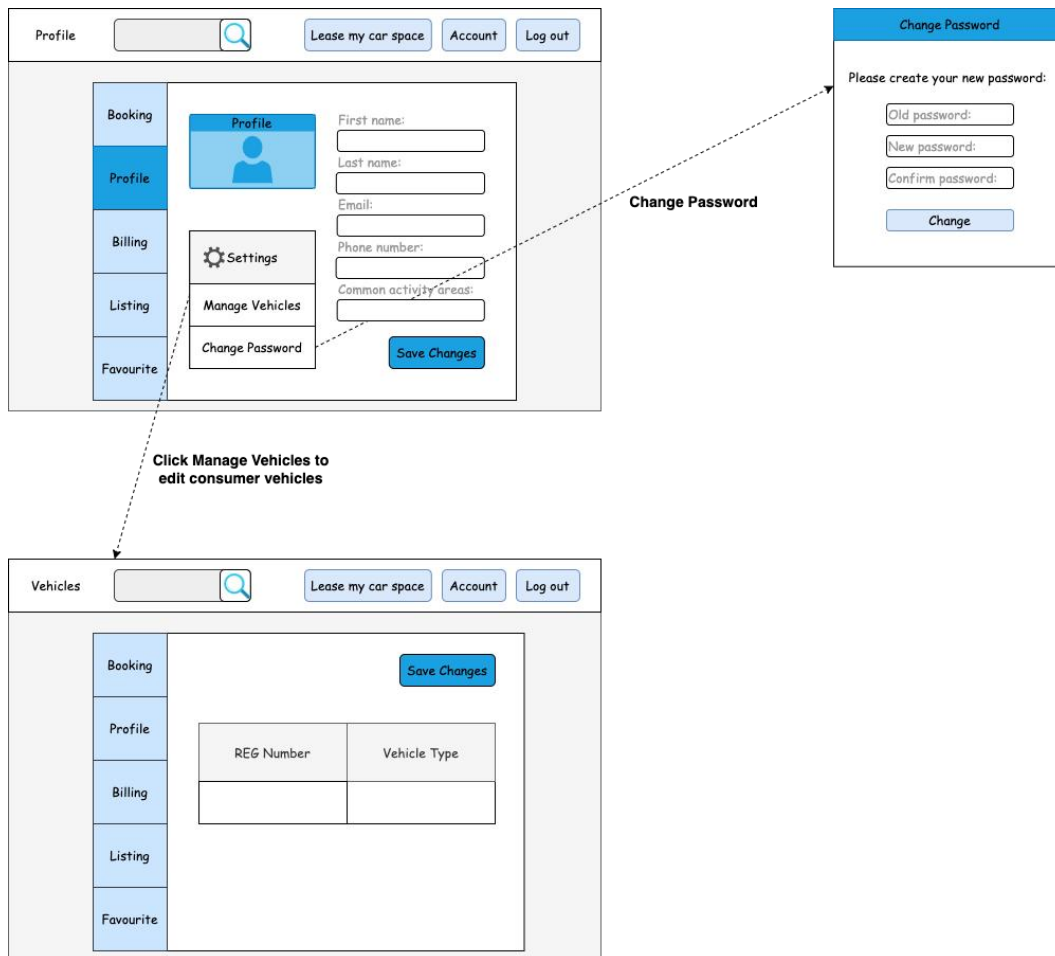 Profile
Lease my car space
Account
Log out
Booking
Profile
Billing
Listing
Favourite
Profile
Settings
Manage Vehicles
Change Password
First name:
Last name:
Email:
Phone number:
Common activity areas:
Save Changes
Change Password
Change Password
Please create your new password:
Old password:
New password:
Confirm password:
Change
Click Manage Vehicles to
edit consumer vehicles
Vehicles
Lease my car space
Account
Log out
Booking
Profile
Billing
Listing
Favourite
Save Changes
REG Number
Vehicle Type